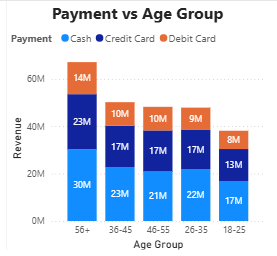 Payment vs Age Group
Payment Cash Credit Card Debit Card
Revenue
60M
40M
20M
0M
14M
23M
30M
10M
17M
23M
10M
17M
21M
9M
17M
22M
8M
13M
17M
56+ 36-45 46-55 26-35 18-25
Age Group